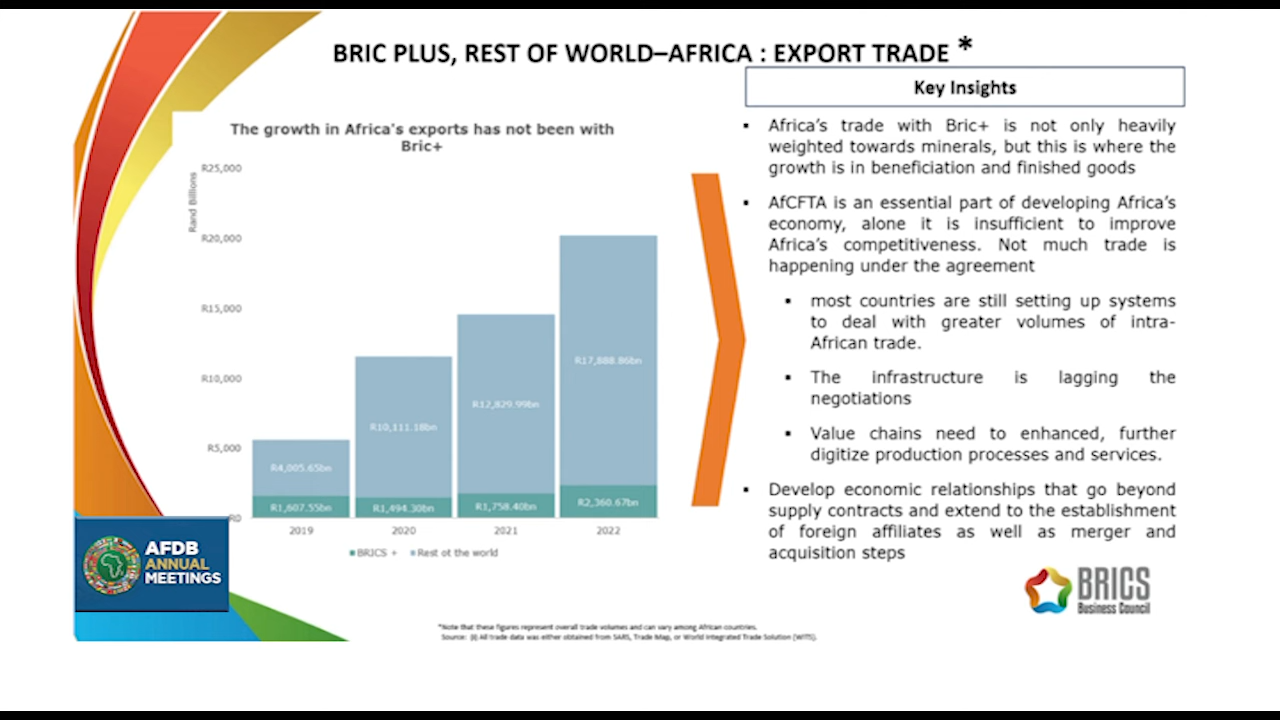 BRIC PLUS, REST OF WORLD–AFRICA : EXPORT TRADE *
The growth in Africa's exports has not been with
Bric+
Rand Billions
R25,000
R20,000
R15,000
R10,000
R5,000
R0
R4,005.65bn
R1,607.55bn
R10,111.18bn
R1,494.30bn
R12,829.99bn
R1,758.40bn
R17,888.86bn
R2,360.67bn
2019
2020
2021
2022
BRICS +
Rest of the world
Key Insights
▪ Africa's trade with Bric+ is not only heavily
weighted towards minerals, but this is where the
growth is in beneficiation and finished goods
▪ AfCFTA is an essential part of developing Africa's
economy, alone it is insufficient to improve
Africa's competitiveness. Not much trade is
happening under the agreement
▪ most countries are still setting up systems
to deal with greater volumes of intra-
African trade.
▪ The infrastructure is lagging the
negotiations
▪ Value chains need to enhanced, further
digitize production processes and services.
▪ Develop economic relationships that go beyond
supply contracts and extend to the establishment
of foreign affiliates as well as merger and
acquisition steps
AFDB
ANNUAL
MEETINGS
BRICS
Business Council
*Note that these figures represent overall trade volumes and can vary among African countries.
Source: (i) All trade data was either obtained from SARS, Trade Map, or World Integrated Trade Solution (WITS).